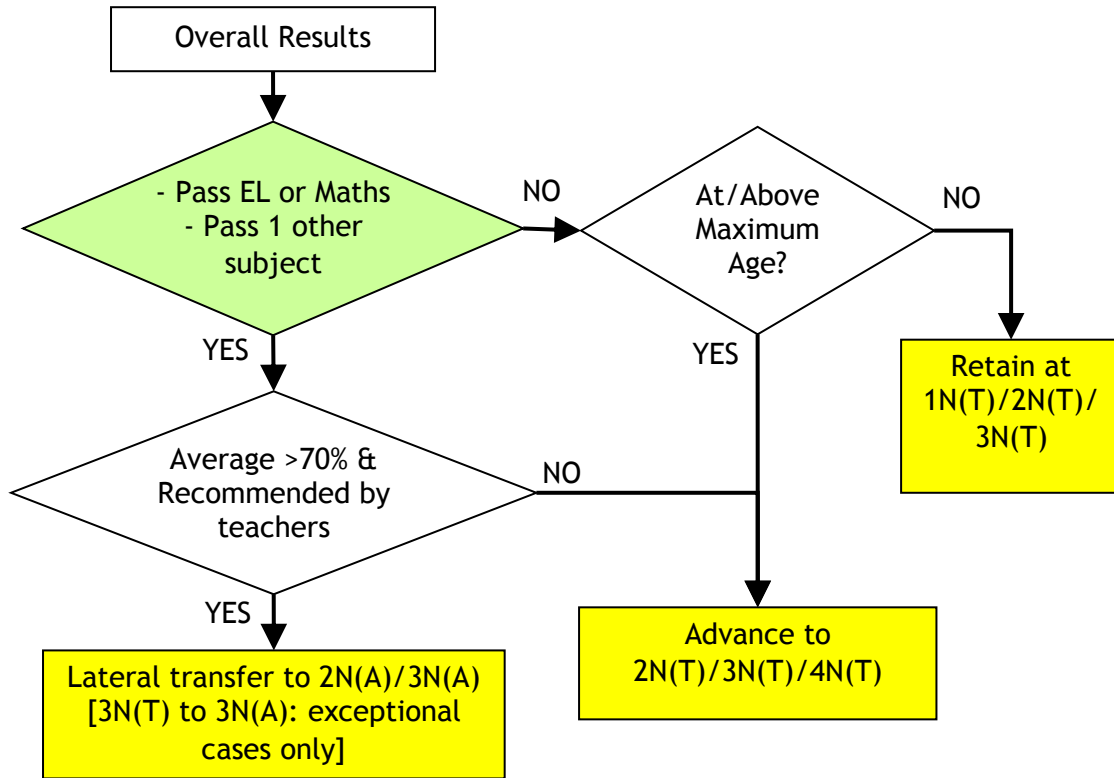 Overall Results
- Pass EL or Maths
- Pass 1 other
subject
NO
At/Above
Maximum
Age?
NO
YES
YES
Retain at
1N(T)/2N(T)/
3N(T)
Average >70% &
Recommended by
teachers
NO
YES
Lateral transfer to 2N(A)/3N(A)
[3N(T) to 3N(A): exceptional
cases only]
Advance to
2N(T)/3N(T)/4N(T)